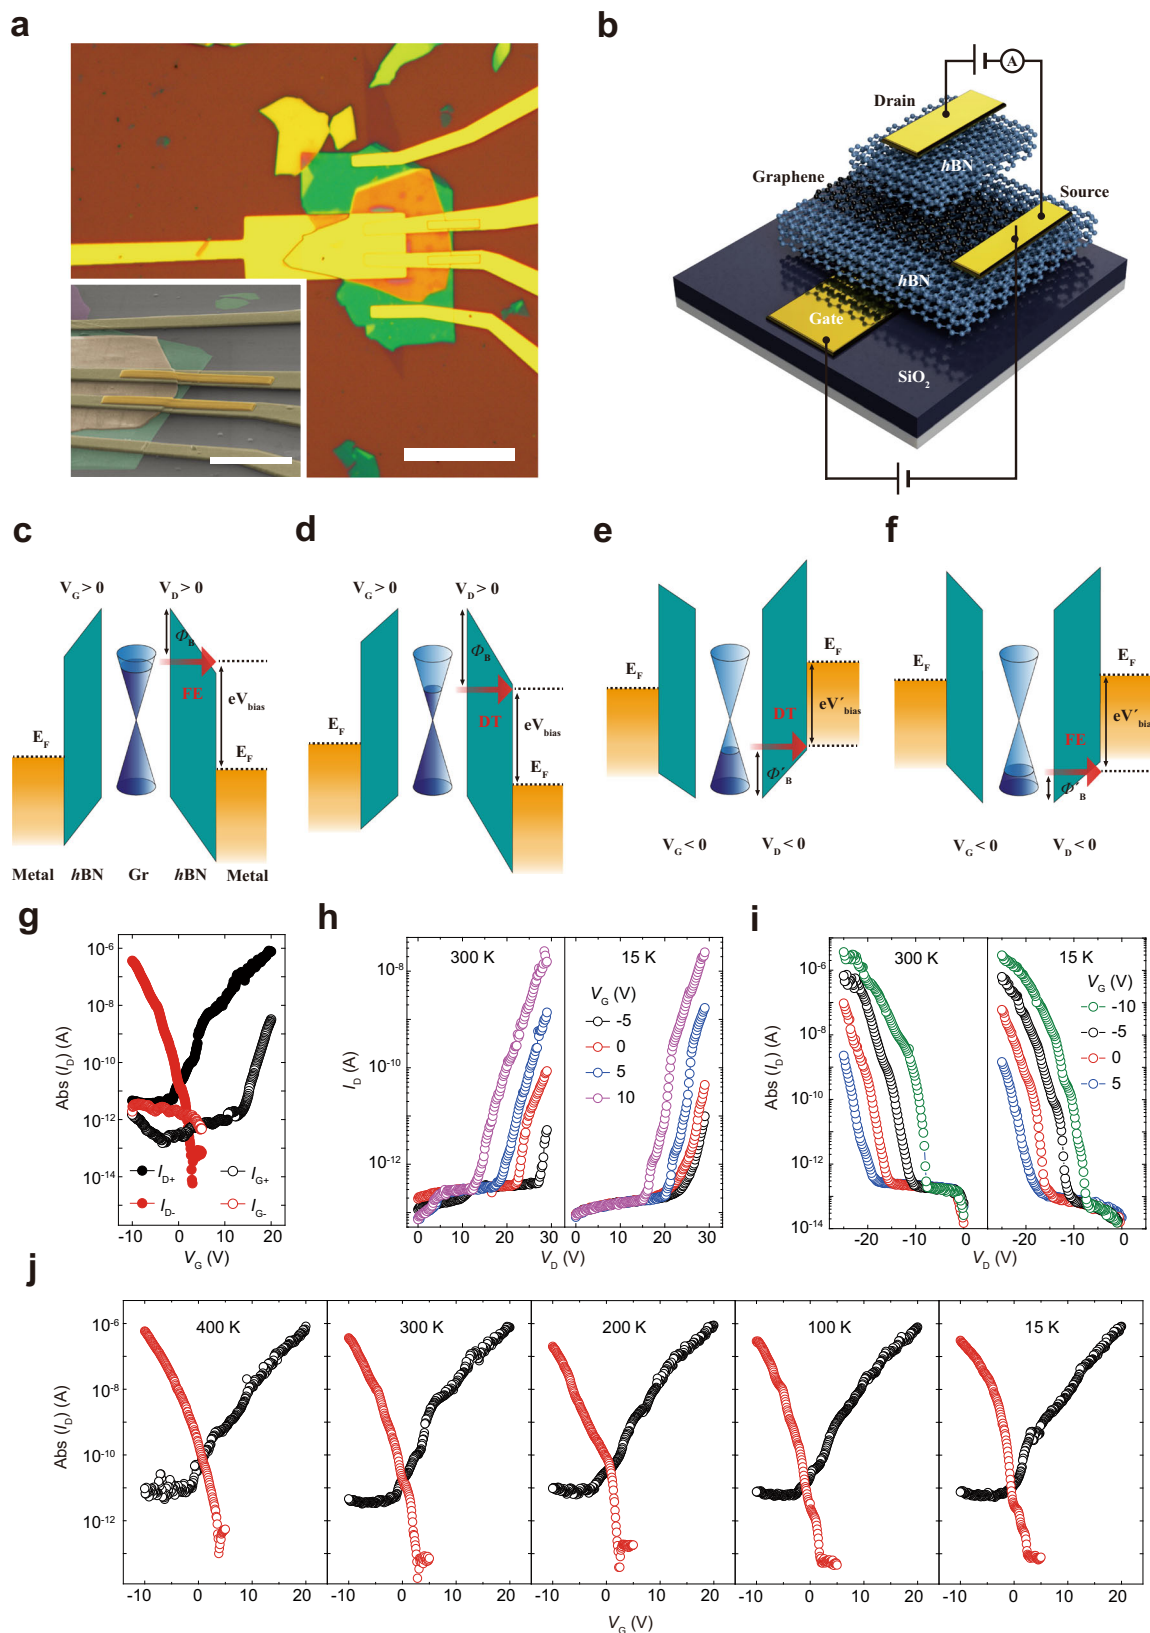 a
b
A
Drain
hBN
Graphene
Source
hBN
Gate
SiO2
c
d
e
f
VG > 0 VD > 0
ΦB
FE
eVbias
EF
EF
Metal hBN Gr hBN Metal
VG > 0 VD > 0
ΦB
DT
eVbias
EF
EF
EF
EF
DT
eV´bias
Φ´B
VG < 0 VD < 0
EF
EF
FE
eV´bias
Φ´B
VG < 0 VD < 0
g
Abs (ID) (A)
10-6
10-8
10-10
10-12
10-14
ID+ IG+
ID- IG-
-10 0 10 20
VG (V)
h
300 K 15 K
ID (A)
10-8
10-10
10-12
VG (V)
-5
0
5
10
0 10 20 30 0 10 20 30
VD (V)
i
300 K 15 K
Abs (ID) (A)
10-6
10-8
10-10
10-12
10-14
VG (V)
-10
-5
0
5
-20 -10 0 -20 -10 0
VD (V)
j
400 K 300 K 200 K 100 K 15 K
Abs (ID) (A)
10-6
10-8
10-10
10-12
-10 0 10 20 -10 0 10 20 -10 0 10 20 -10 0 10 20 -10 0 10 20
VG (V)